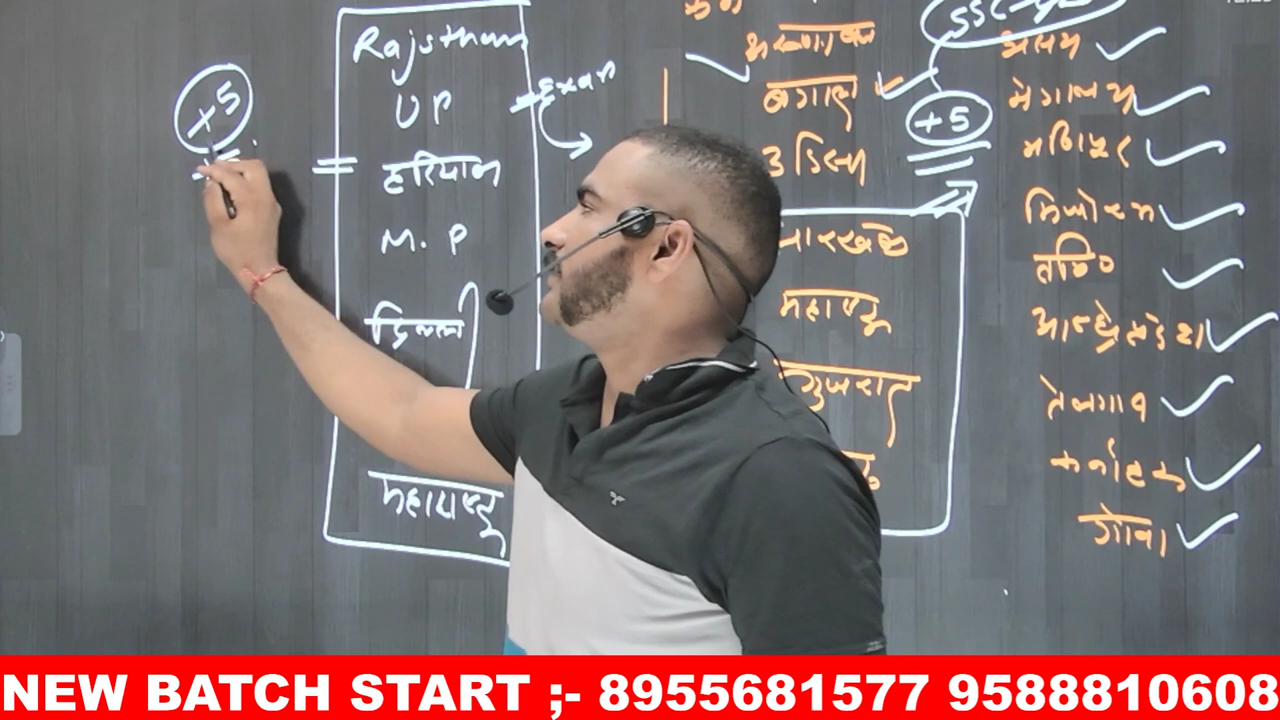 Rajsthan
UP
हरियाना
M. P
दिल्ली
महाराष्ट्र
Exam
+5
बंगाल
उडिसा
झारखंड
महाराष्ट्र
गुजरात
SSC
+5
असम
मेघालय
मणिपुर
मिजोरम
तमि०
आन्ध्रप्रदेश
कर्नाटक
गोवा
NEW BATCH START ;- 8955681577 9588810608